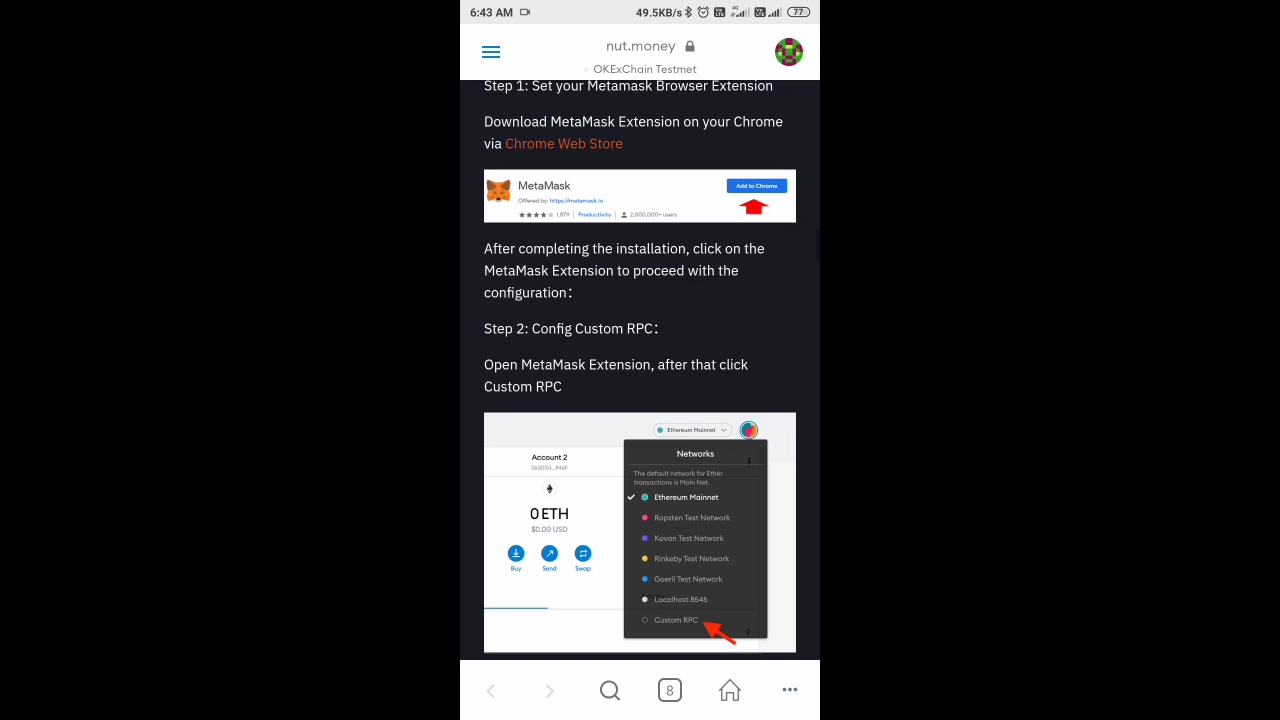 6:43 AM 49.5KB/s 4G 77
nut.money
OKExChain Testmet
Step 1: Set your Metamask Browser Extension
Download MetaMask Extension on your Chrome
via Chrome Web Store
MetaMask
Add to Chrome
Offered by: https://metamask.io
1,879 Productivity 2,000,000+ users
After completing the installation, click on the
MetaMask Extension to proceed with the
configuration：
Step 2: Config Custom RPC：
Open MetaMask Extension, after that click
Custom RPC
Ethereum Mainnet
Account 2
0x303d...946F
0 ETH
$0.00 USD
Buy Send Swap
Networks
The default network for Ether
transactions is Main Net.
Ethereum Mainnet
Ropsten Test Network
Kovan Test Network
Rinkeby Test Network
Goerli Test Network
Localhost 8545
Custom RPC
8